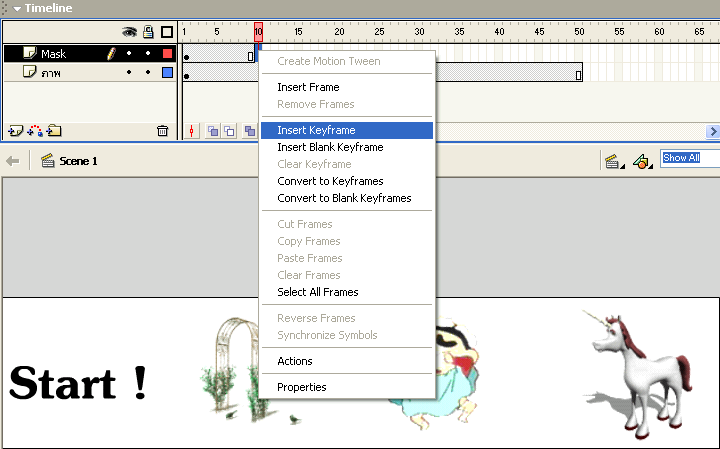 Timeline
1 5 10 15 20 25 30 35 40 45 50 55 60 65
Mask
ภาพ
Scene 1
Show All
Create Motion Tween
Insert Frame
Remove Frames
Insert Keyframe
Insert Blank Keyframe
Clear Keyframe
Convert to Keyframes
Convert to Blank Keyframes
Cut Frames
Copy Frames
Paste Frames
Clear Frames
Select All Frames
Reverse Frames
Synchronize Symbols
Actions
Properties
Start !